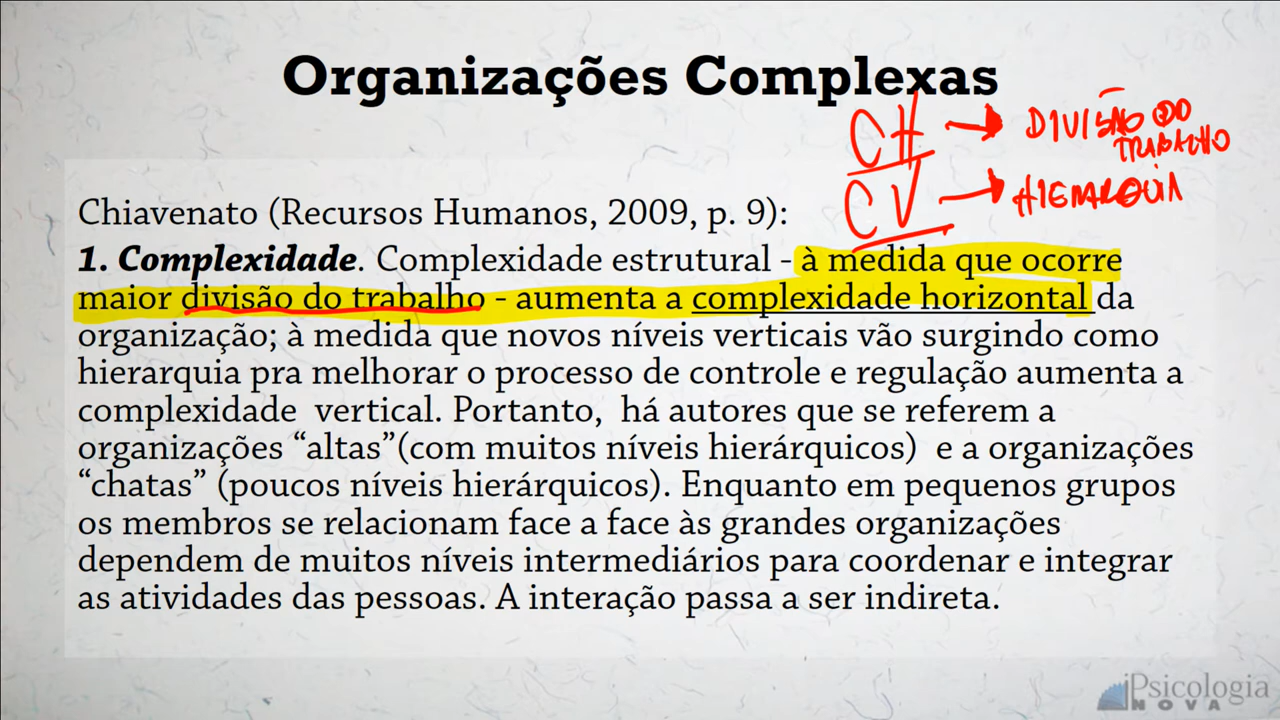 Organizações Complexas
CH → DIVISÃO DO
TRABALHO
CV → HIERARQUIA
Chiavenato (Recursos Humanos, 2009, p. 9):
1. Complexidade. Complexidade estrutural - à medida que ocorre
maior divisão do trabalho - aumenta a complexidade horizontal da
organização; à medida que novos níveis verticais vão surgindo como
hierarquia pra melhorar o processo de controle e regulação aumenta a
complexidade vertical. Portanto, há autores que se referem a
organizações “altas”(com muitos níveis hierárquicos) e a organizações
“chatas” (poucos níveis hierárquicos). Enquanto em pequenos grupos
os membros se relacionam face a face às grandes organizações
dependem de muitos níveis intermediários para coordenar e integrar
as atividades das pessoas. A interação passa a ser indireta.
Psicologia
NOVA